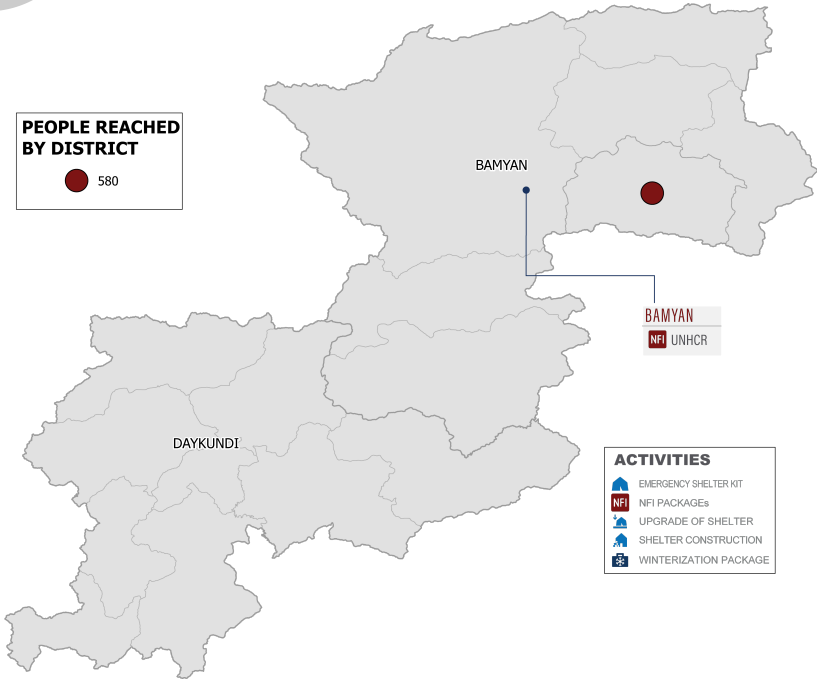 PEOPLE REACHED
BY DISTRICT
580
BAMYAN
BAMYAN
NFI UNHCR
DAYKUNDI
ACTIVITIES
EMERGENCY SHELTER KIT
NFI NFI PACKAGEs
UPGRADE OF SHELTER
SHELTER CONSTRUCTION
WINTERIZATION PACKAGE